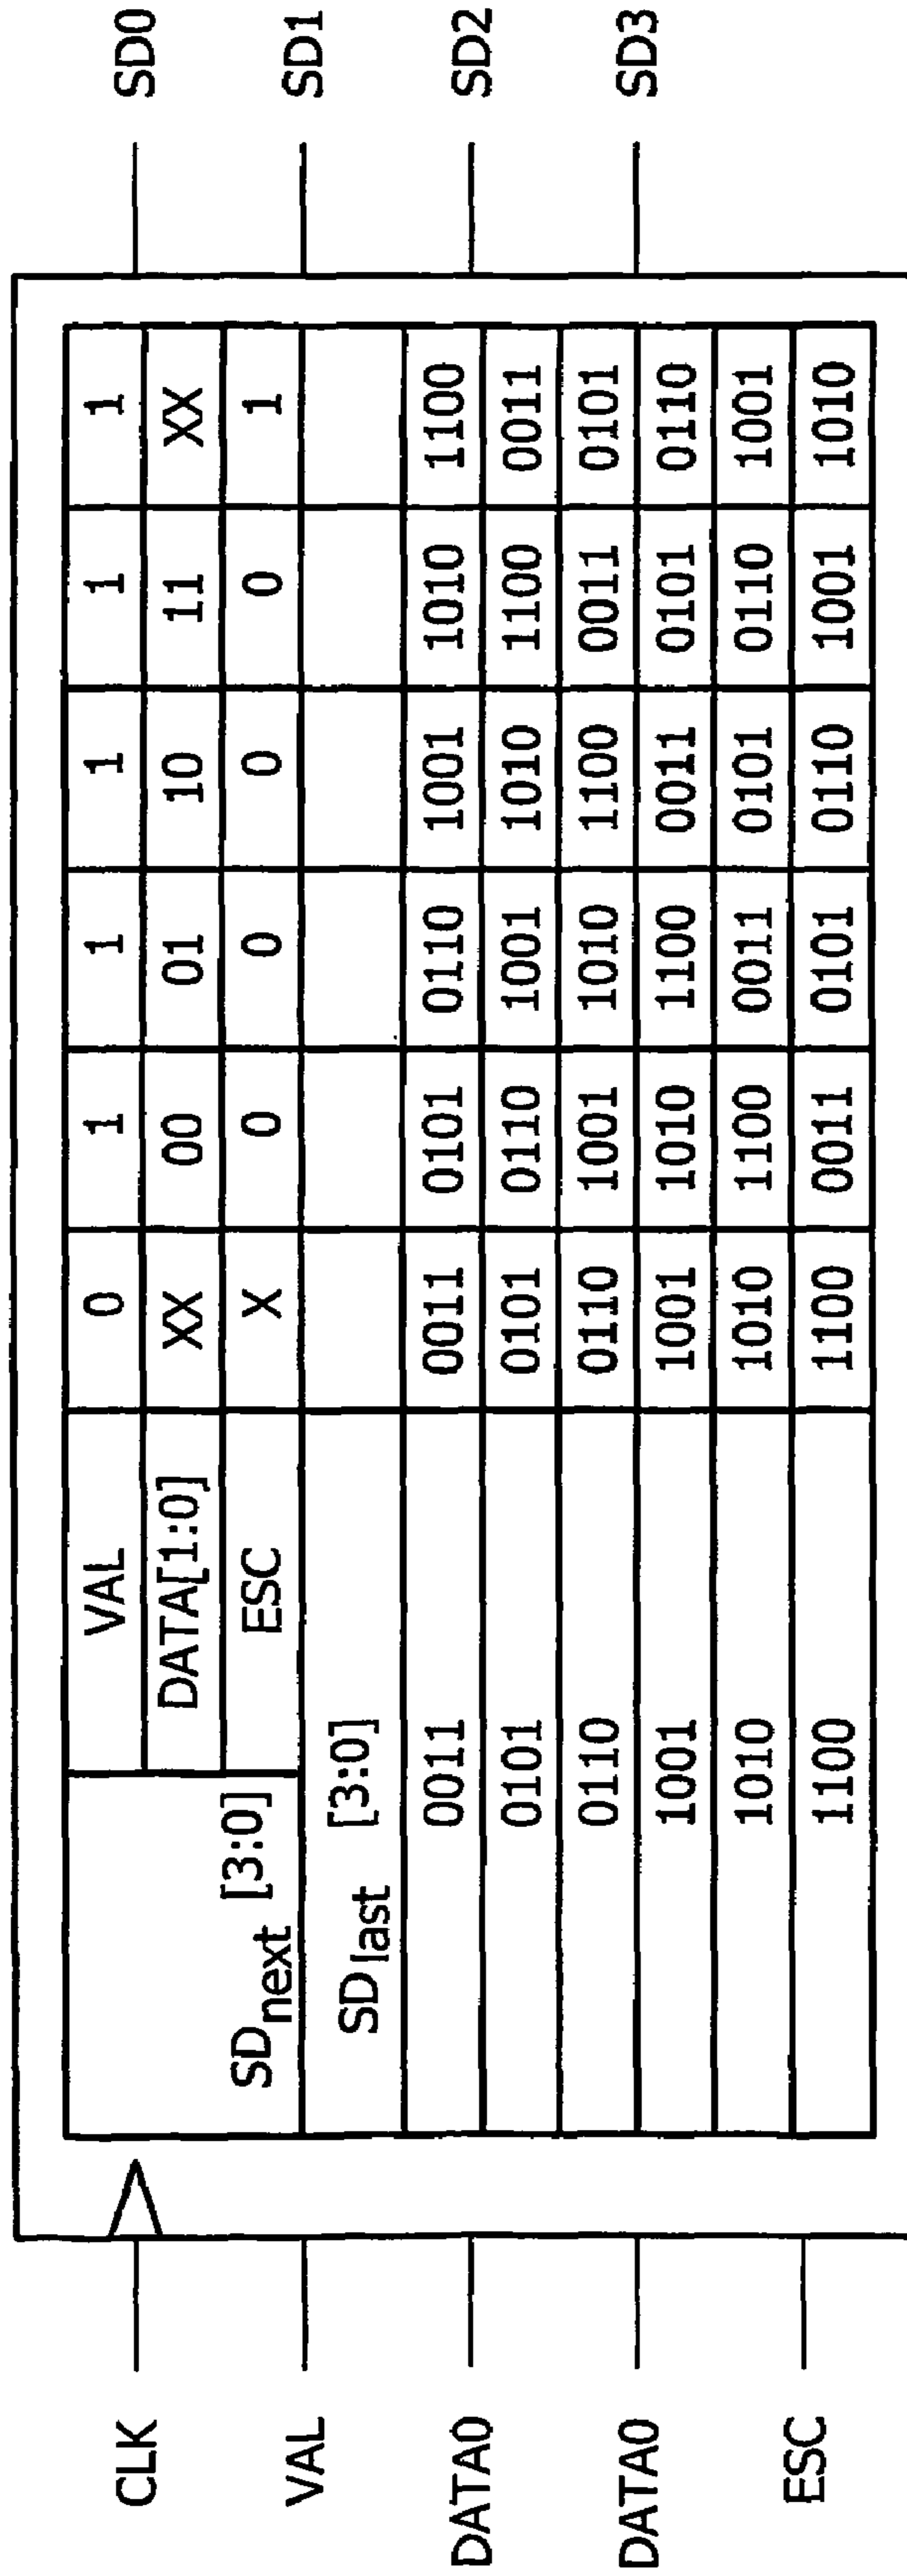 CLK
VAL
DATA0
DATA0
ESC
VAL 0 1 1 1 1 1
DATA[1:0] XX 00 01 10 11 XX
SDnext [3:0] ESC X 0 0 0 0 1
SDlast [3:0]
0011 0011 0101 0110 1001 1010 1100
0101 0101 0110 1001 1010 1100 0011
0110 0110 1001 1010 1100 0011 0101
1001 1001 1010 1100 0011 0101 0110
1010 1010 1100 0011 0101 0110 1001
1100 1100 0011 0101 0110 1001 1010
SD0
SD1
SD2
SD3